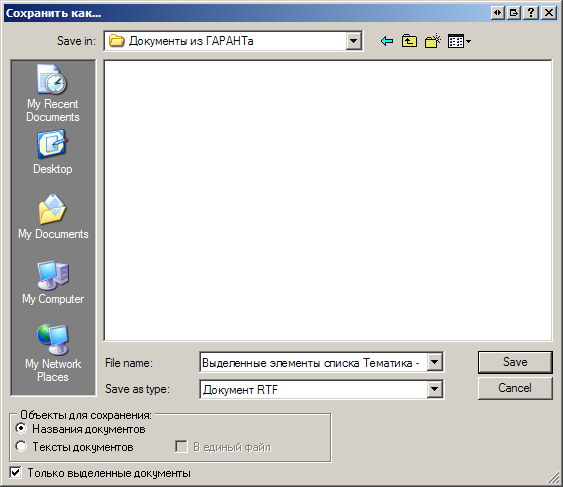 Сохранить как...
Save in:
Документы из ГАРАНТа
My Recent
Documents
Desktop
My Documents
My Computer
My Network
Places
File name:
Выделенные элементы списка Тематика -
Save
Save as type:
Документ RTF
Cancel
Объекты для сохранения:
Названия документов
Тексты документов
В единый файл
Только выделенные документы